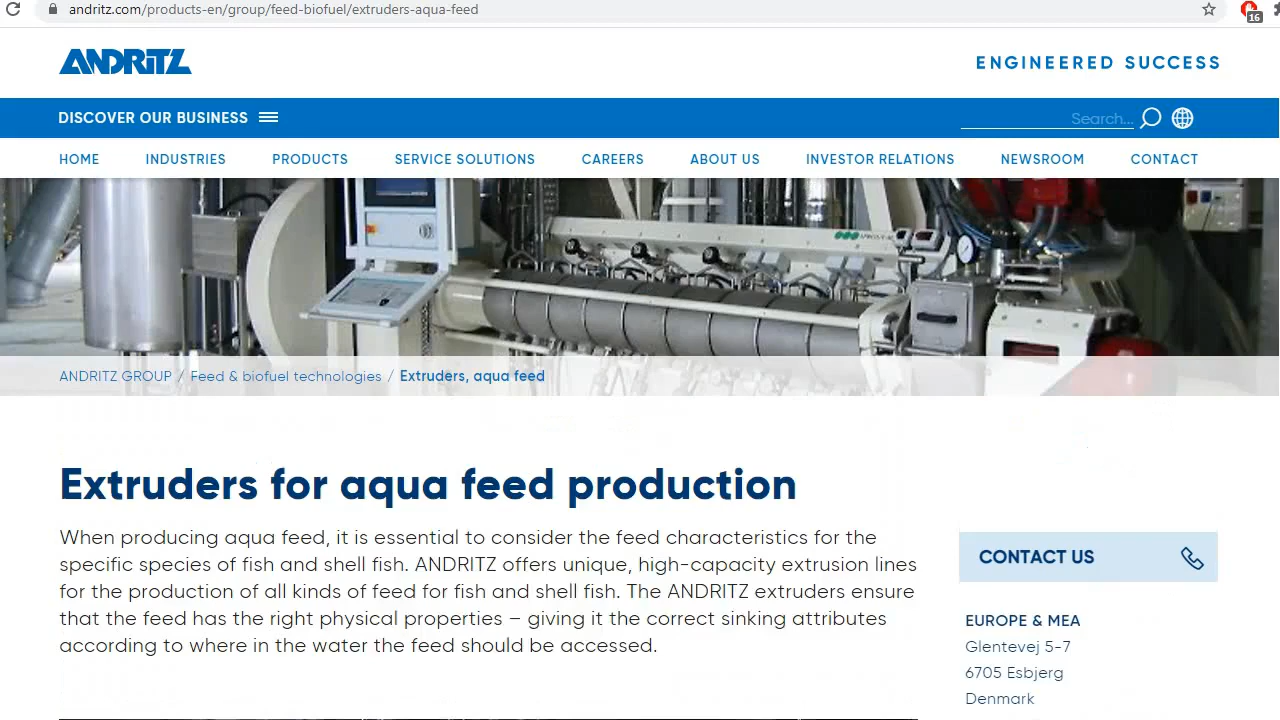 andritz.com/products-en/group/feed-biofuel/extruders-aqua-feed
16
ANDRITZ
ENGINEERED SUCCESS
DISCOVER OUR BUSINESS
Search...
HOME INDUSTRIES PRODUCTS SERVICE SOLUTIONS CAREERS ABOUT US INVESTOR RELATIONS NEWSROOM CONTACT
ANDRITZ GROUP / Feed & biofuel technologies / Extruders, aqua feed
Extruders for aqua feed production
When producing aqua feed, it is essential to consider the feed characteristics for the
specific species of fish and shell fish. ANDRITZ offers unique, high-capacity extrusion lines
for the production of all kinds of feed for fish and shell fish. The ANDRITZ extruders ensure
that the feed has the right physical properties – giving it the correct sinking attributes
according to where in the water the feed should be accessed.
CONTACT US
EUROPE & MEA
Glentevej 5-7
6705 Esbjerg
Denmark